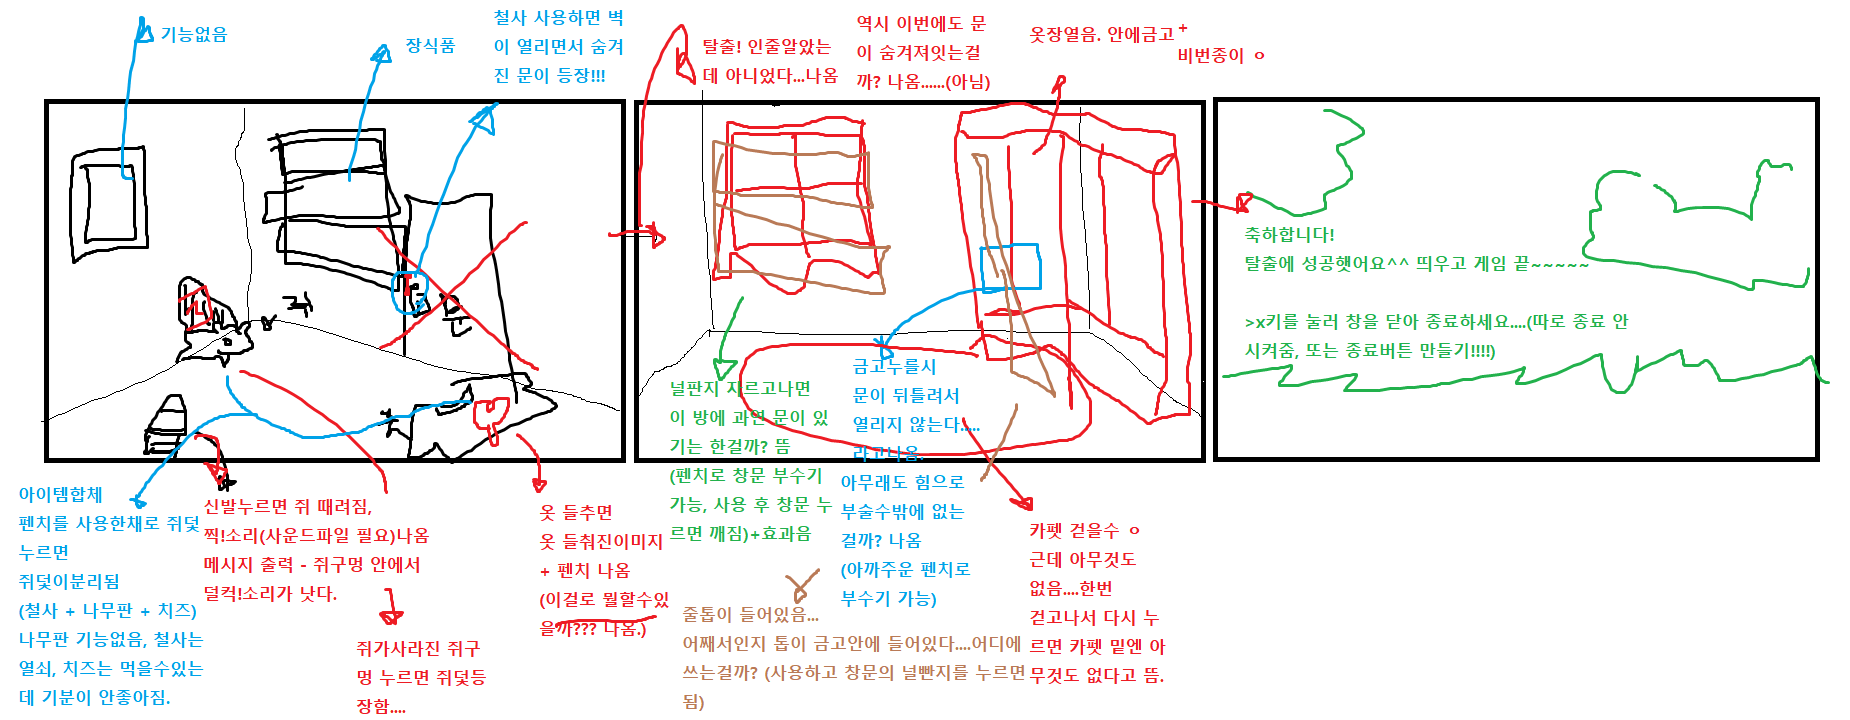 기능없음
장식품
철사 사용하면 벽
이 열리면서 숨겨
진 문이 등장!!!
탈출! 인줄알았는
데 아니었다...나옴
역시 이번에도 문
이 숨겨져잇는걸
까? 나옴......(아님)
옷장열음. 안에금고 +
비번종이 ㅇ
축하합니다!
탈출에 성공햇어요^^ 띄우고 게임 끝~~~~~
>x키를 눌러 창을 닫아 종료하세요....(따로 종료 안
시켜줌, 또는 종료버튼 만들기!!!!)
아이템합체
펜치를 사용한채로 쥐덫
누르면
쥐덫이분리됨
(철사 + 나무판 + 치즈)
나무판 기능없음, 철사는
열쇠, 치즈는 먹을수있는
데 기분이 안좋아짐.
신발누르면 쥐 때려짐,
찍!소리(사운드파일 필요)나옴
메시지 출력 - 쥐구멍 안에서
덜컥!소리가 낫다.
쥐가사라진 쥐구
멍 누르면 쥐덫등
장함....
옷 들추면
옷 들춰진이미지
+ 펜치 나옴
(이걸로 뭘할수있
을까??? 나옴.)
널판지 자르고나면
이 방에 과연 문이 있
기는 한걸까? 뜸
(펜치로 창문 부수기
가능, 사용 후 창문 누
르면 깨짐)+효과음
금고누를시
문이 뒤틀려서
열리지 않는다.....
라고나옴.
아무래도 힘으로
부술수밖에 없는
걸까? 나옴
(아까주운 펜치로
부수기 가능)
줄톱이 들어있음...
어째서인지 톱이 금고안에 들어있다....어디에
쓰는걸까? (사용하고 창문의 널빤지를 누르면
됨)
카펫 걷을수 ㅇ
근데 아무것도
없음....한번
걷고나서 다시 누
르면 카펫 밑엔 아
무것도 없다고 뜸.